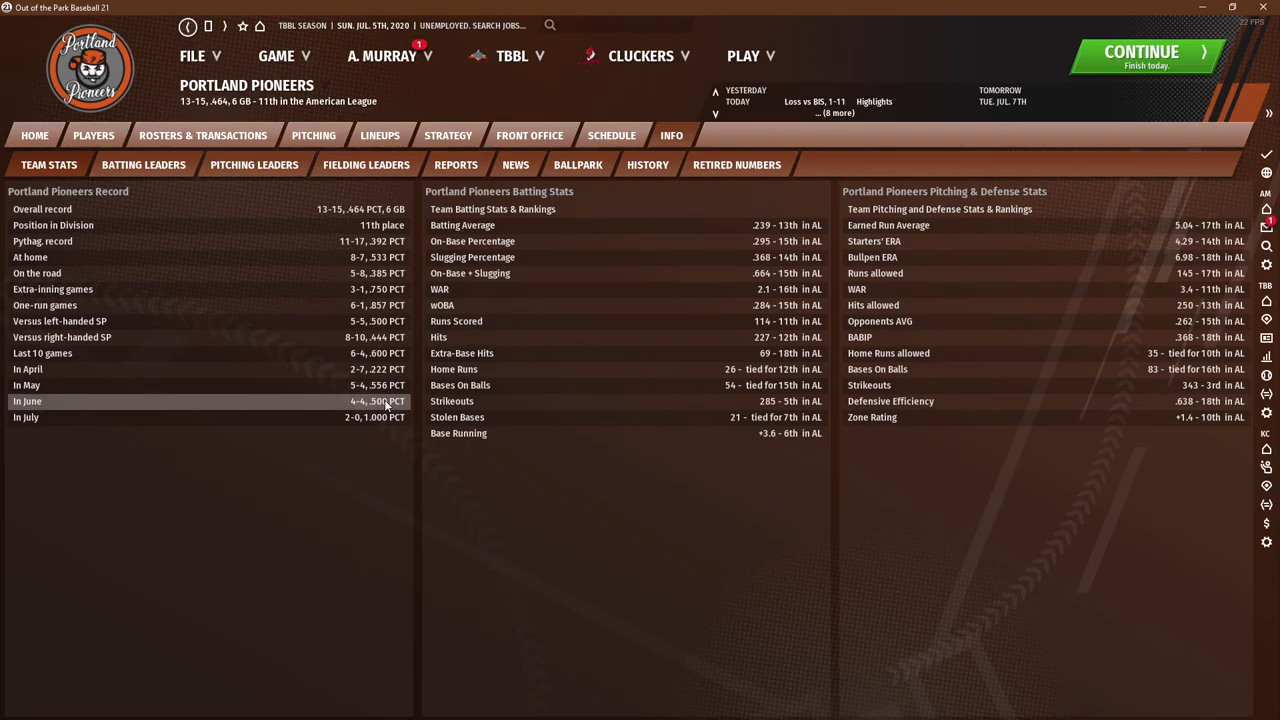 Out of the Park Baseball 21
TBBL SEASON | SUN. JUL. 5TH, 2020 | UNEMPLOYED. SEARCH JOBS...
22 FPS
FILE GAME A. MURRAY 1 TBBL CLUCKERS PLAY
CONTINUE
Finish today.
Portland Pioneers
PORTLAND PIONEERS
13-15, .464, 6 GB - 11th in the American League
YESTERDAY
TODAY Loss vs BIS, 1-11 Highlights
... (8 more)
TOMORROW
TUE. JUL. 7TH
HOME PLAYERS ROSTERS & TRANSACTIONS PITCHING LINEUPS STRATEGY FRONT OFFICE SCHEDULE INFO
TEAM STATS BATTING LEADERS PITCHING LEADERS FIELDING LEADERS REPORTS NEWS BALLPARK HISTORY RETIRED NUMBERS
Portland Pioneers Record
Overall record 13-15, .464 PCT, 6 GB
Position in Division 11th place
Pythag. record 11-17, .392 PCT
At home 8-7, .533 PCT
On the road 5-8, .385 PCT
Extra-inning games 3-1, .750 PCT
One-run games 6-1, .857 PCT
Versus left-handed SP 5-5, .500 PCT
Versus right-handed SP 8-10, .444 PCT
Last 10 games 6-4, .600 PCT
In April 2-7, .222 PCT
In May 5-4, .556 PCT
In June 4-4, .500 PCT
In July 2-0, 1.000 PCT
Portland Pioneers Batting Stats
Team Batting Stats & Rankings
Batting Average .239 - 13th in AL
On-Base Percentage .295 - 15th in AL
Slugging Percentage .368 - 14th in AL
On-Base + Slugging .664 - 15th in AL
WAR 2.1 - 16th in AL
wOBA .284 - 15th in AL
Runs Scored 114 - 11th in AL
Hits 227 - 12th in AL
Extra-Base Hits 69 - 18th in AL
Home Runs 26 - tied for 12th in AL
Bases On Balls 54 - tied for 15th in AL
Strikeouts 285 - 5th in AL
Stolen Bases 21 - tied for 7th in AL
Base Running +3.6 - 6th in AL
Portland Pioneers Pitching & Defense Stats
Team Pitching and Defense Stats & Rankings
Earned Run Average 5.04 - 17th in AL
Starters' ERA 4.29 - 14th in AL
Bullpen ERA 6.98 - 18th in AL
Runs allowed 145 - 17th in AL
WAR 3.4 - 11th in AL
Hits allowed 250 - 13th in AL
Opponents AVG .262 - 15th in AL
BABIP .368 - 18th in AL
Home Runs allowed 35 - tied for 10th in AL
Bases On Balls 83 - tied for 16th in AL
Strikeouts 343 - 3rd in AL
Defensive Efficiency .638 - 18th in AL
Zone Rating +1.4 - 10th in AL
AM
1
TBB
KC
$